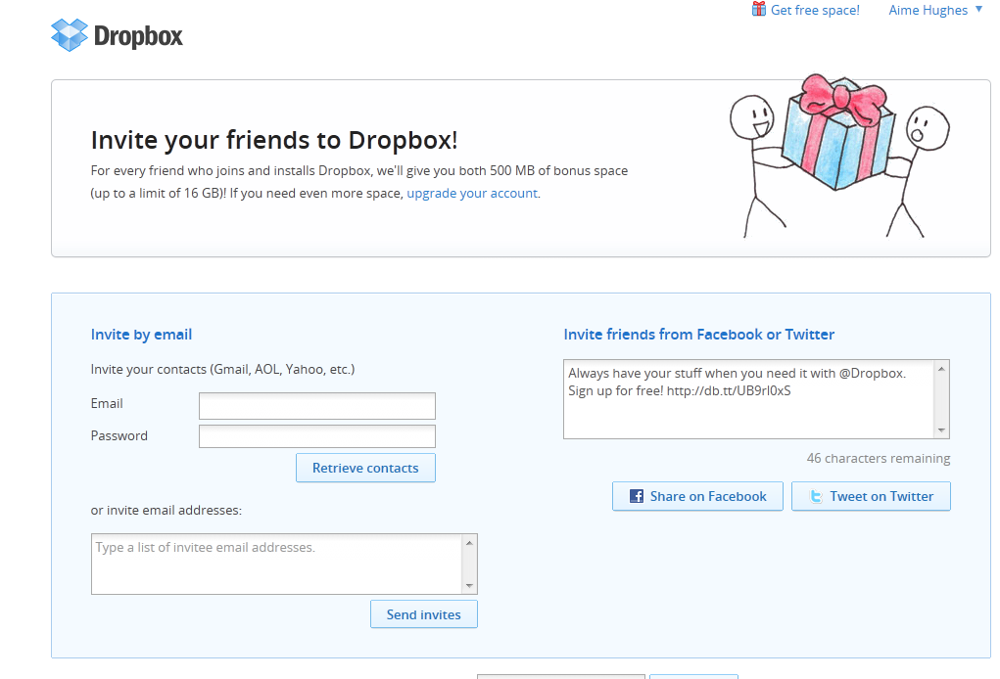 Get free space! Aime Hughes
Dropbox
Invite your friends to Dropbox!
For every friend who joins and installs Dropbox, we'll give you both 500 MB of bonus space
(up to a limit of 16 GB)! If you need even more space, upgrade your account.
Invite by email
Invite your contacts (Gmail, AOL, Yahoo, etc.)
Email
Password
Retrieve contacts
or invite email addresses:
Type a list of invitee email addresses.
Send invites
Invite friends from Facebook or Twitter
Always have your stuff when you need it with @Dropbox.
Sign up for free! http://db.tt/UB9rI0xS
46 characters remaining
Share on Facebook
Tweet on Twitter